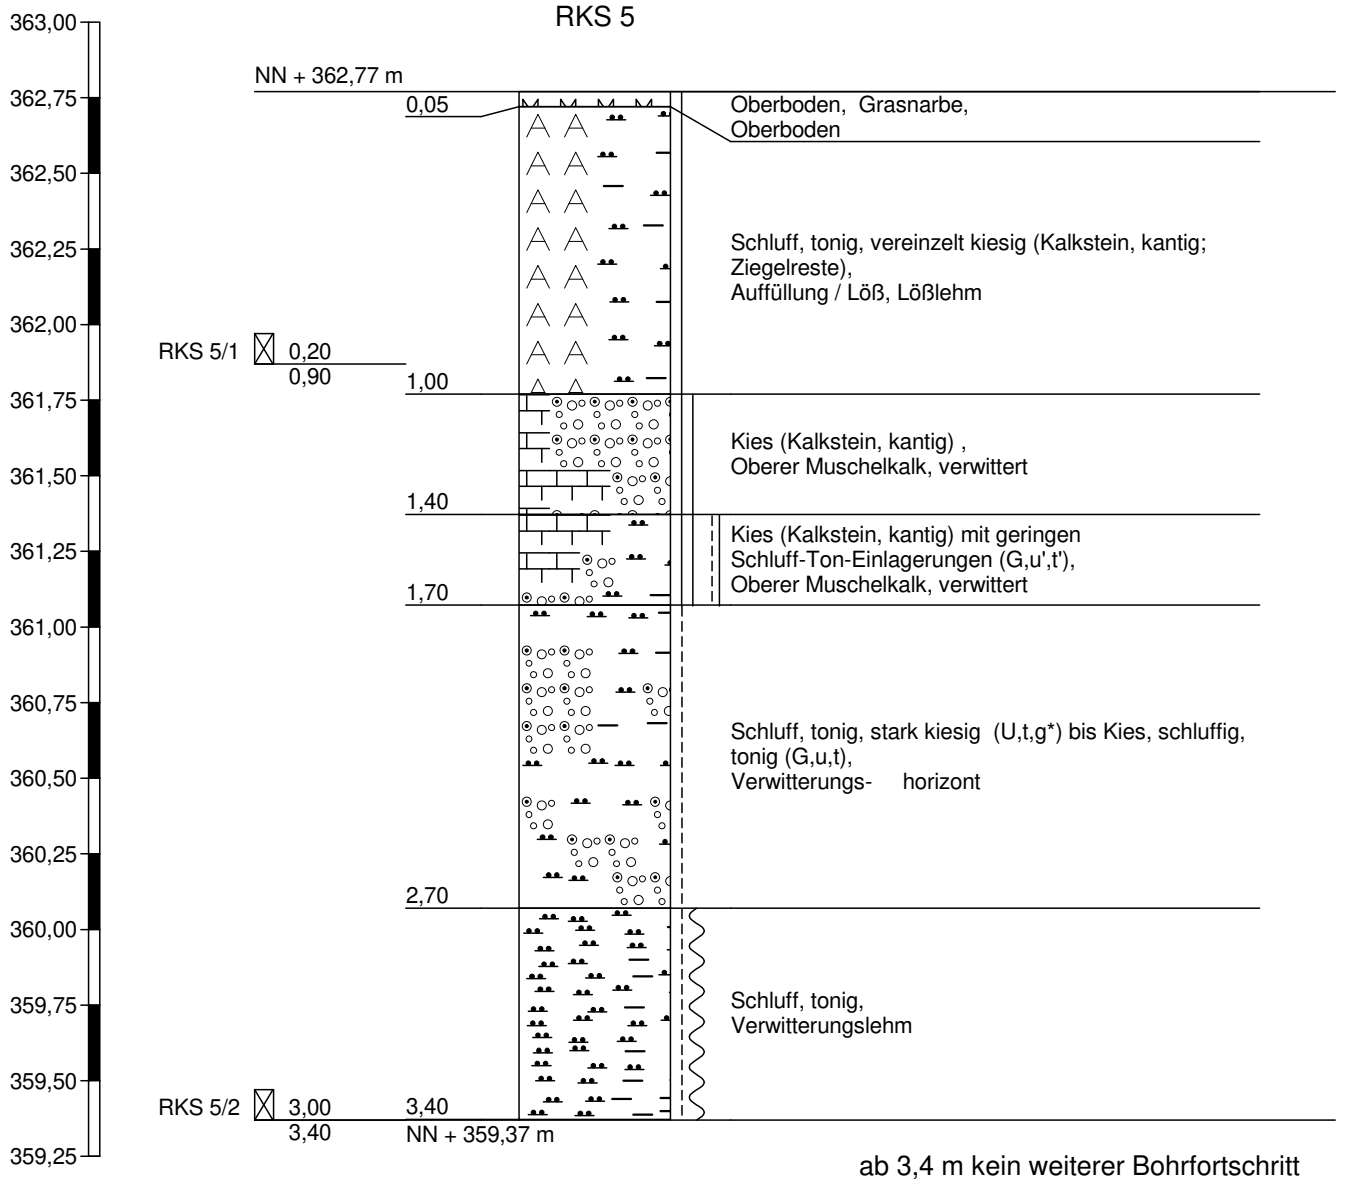 RKS 5
363,00
362,75
362,50
362,25
362,00
361,75
361,50
361,25
361,00
360,75
360,50
360,25
360,00
359,75
359,50
359,25
NN + 362,77 m
0,05
Oberboden, Grasnarbe,
Oberboden
Schluff, tonig, vereinzelt kiesig (Kalkstein, kantig;
Ziegelreste),
Auffüllung / Löß, Lößlehm
RKS 5/1
0,20
0,90
1,00
Kies (Kalkstein, kantig) ,
Oberer Muschelkalk, verwittert
1,40
Kies (Kalkstein, kantig) mit geringen
Schluff-Ton-Einlagerungen (G,u',t'),
Oberer Muschelkalk, verwittert
1,70
Schluff, tonig, stark kiesig (U,t,g*) bis Kies, schluffig,
tonig (G,u,t),
Verwitterungs- horizont
2,70
Schluff, tonig,
Verwitterungslehm
RKS 5/2
3,00
3,40
3,40
NN + 359,37 m
ab 3,4 m kein weiterer Bohrfortschritt